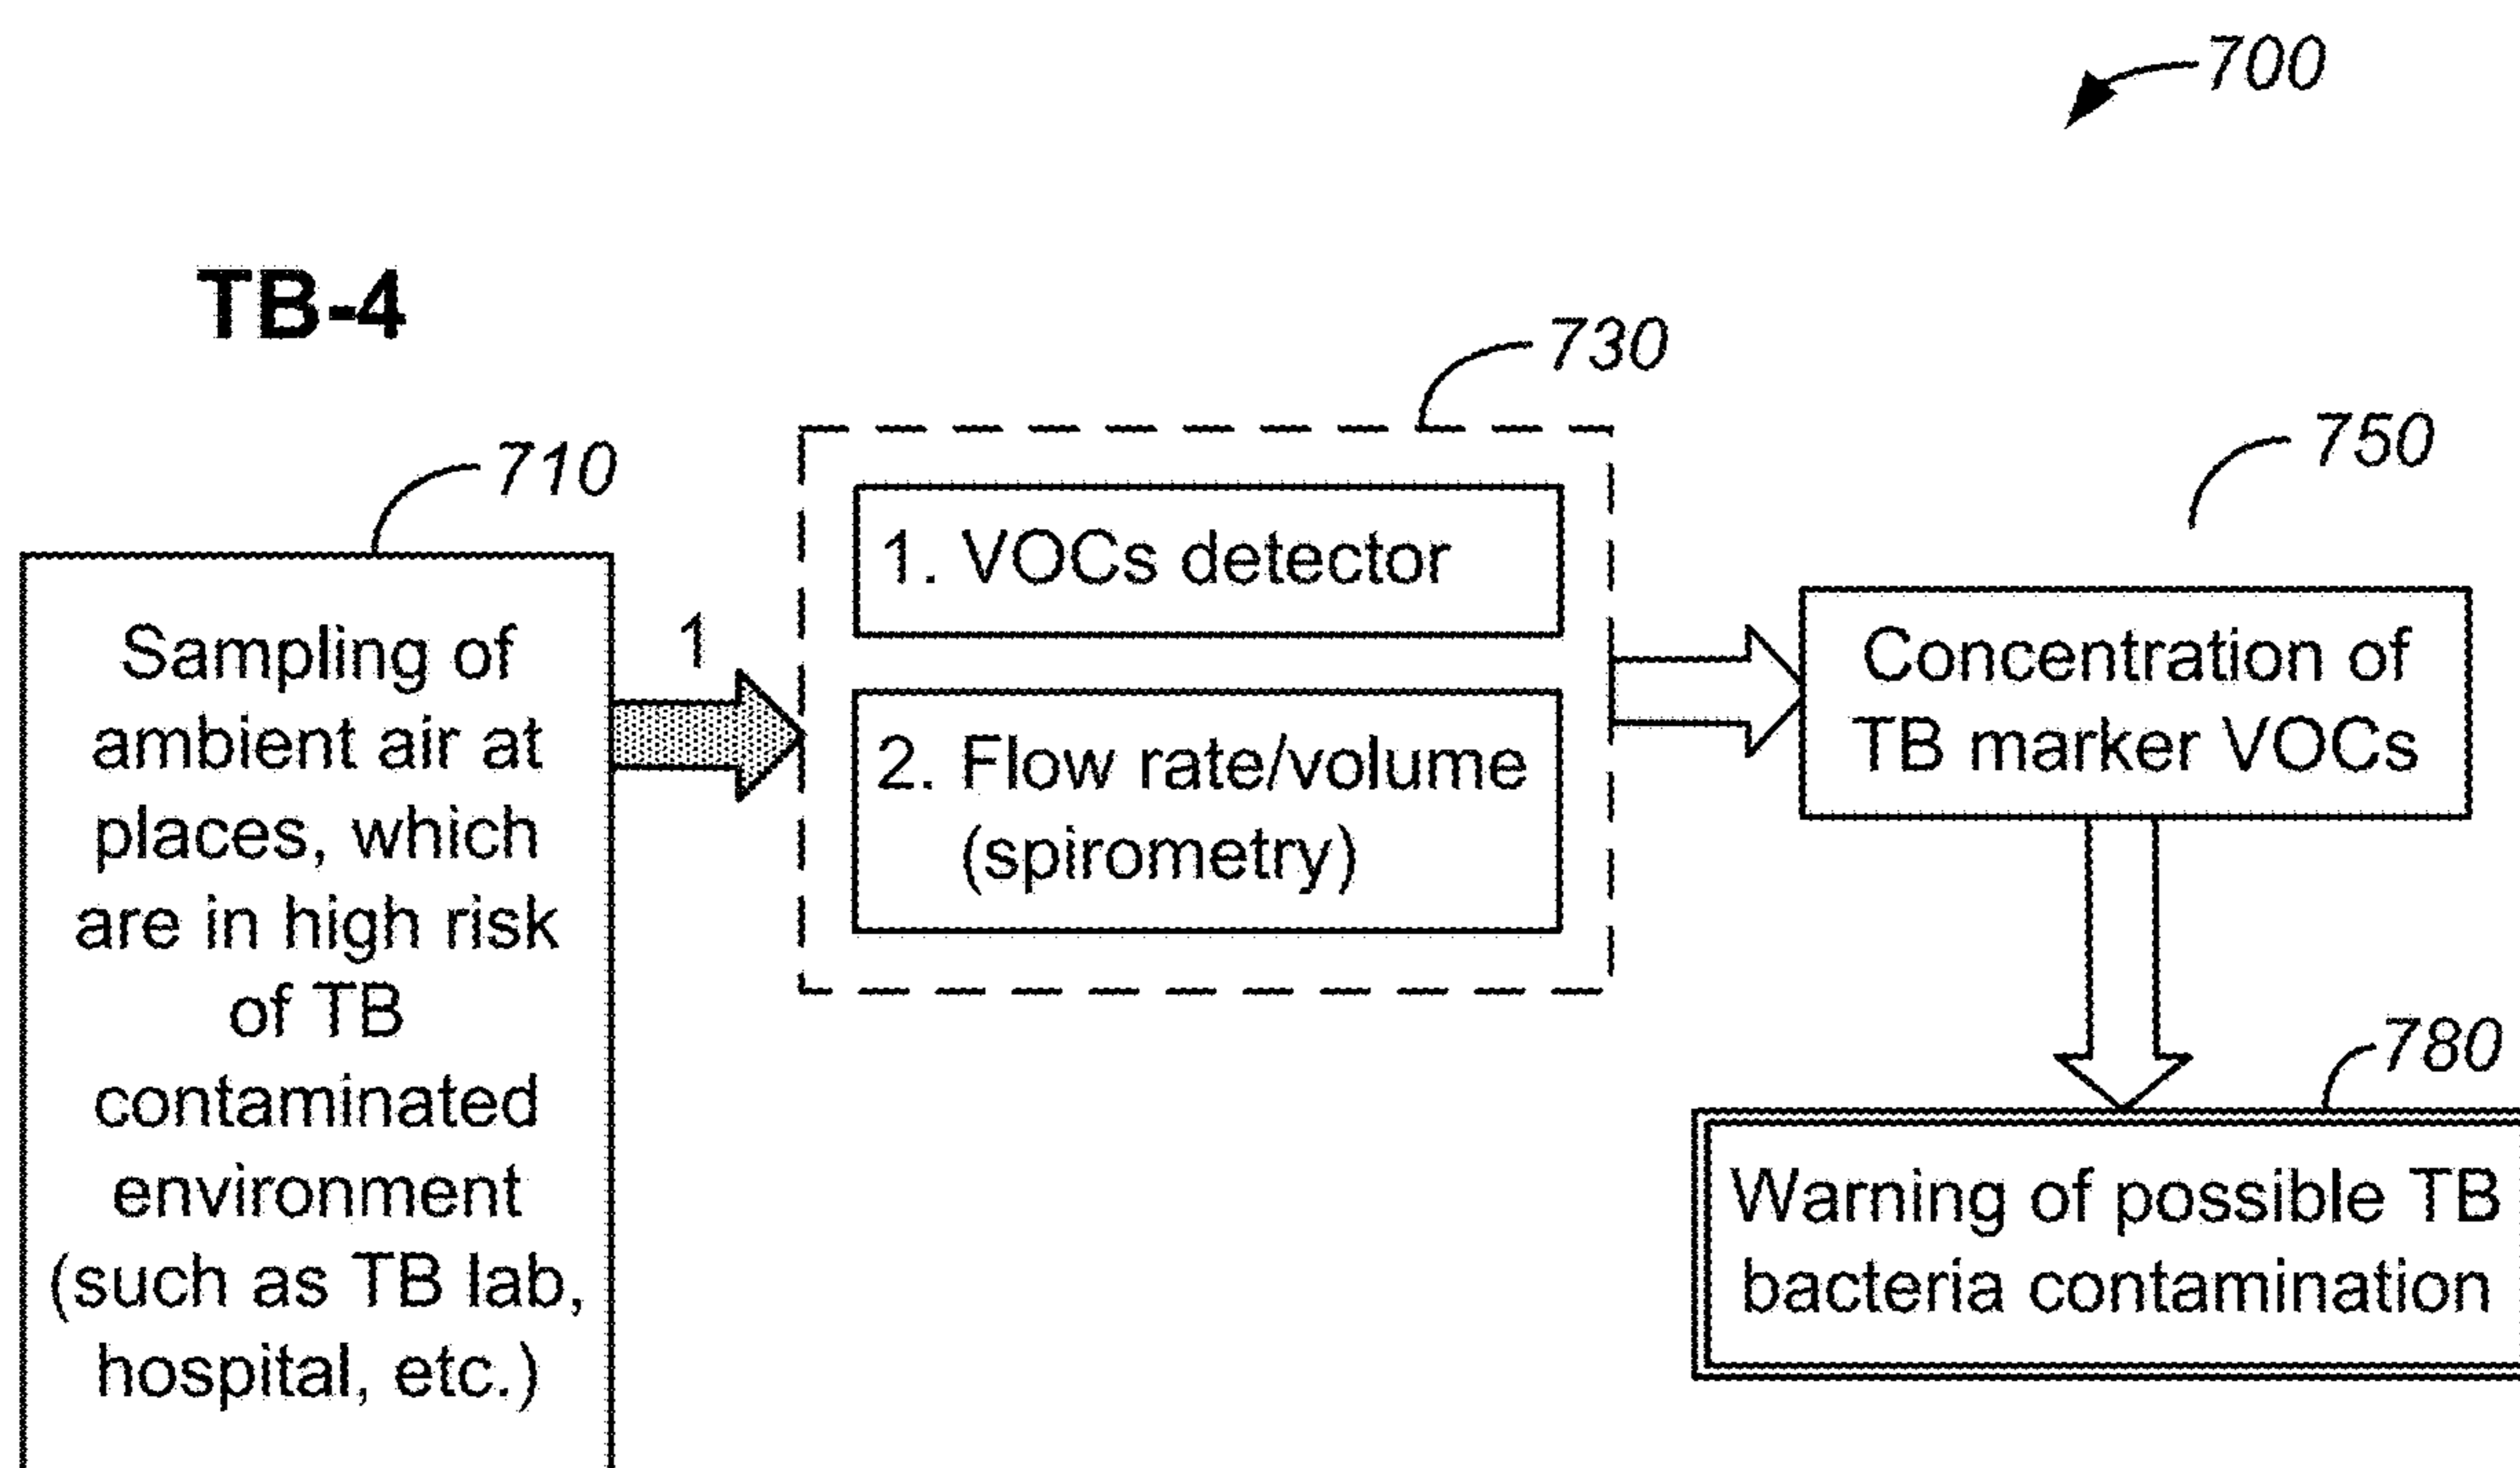 700
TB-4
710
Sampling of
ambient air at
places, which
are in high risk
of TB
contaminated
environment
(such as TB lab,
hospital, etc.)
1
730
1. VOCs detector
2. Flow rate/volume
(spirometry)
750
Concentration of
TB marker VOCs
780
Warning of possible TB
bacteria contamination